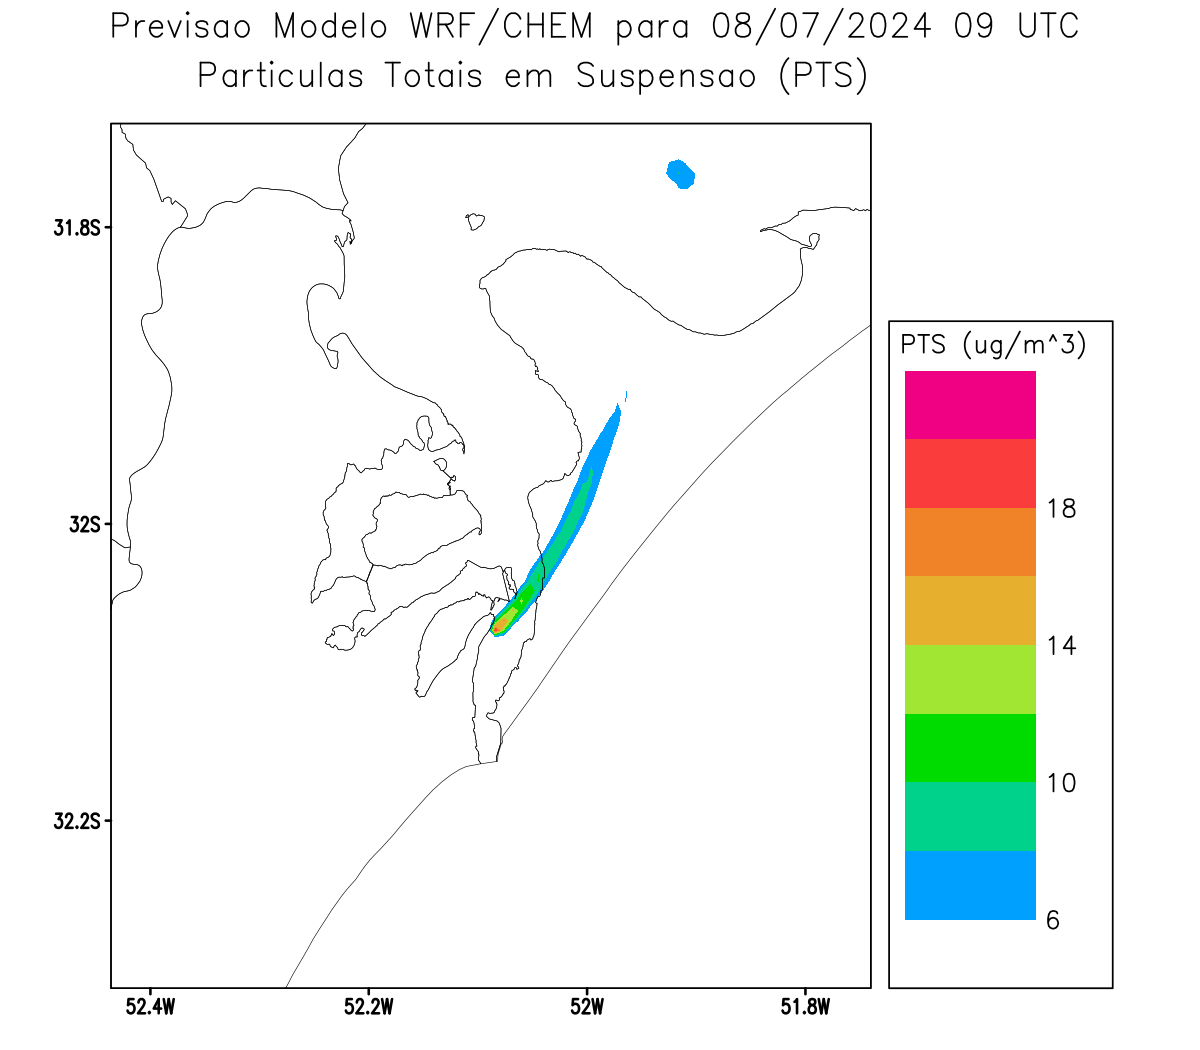 Previsao Modelo WRF/CHEM para 08/07/2024 09 UTC
Particulas Totais em Suspensao (PTS)
31.8S
32S
32.2S
52.4W
52.2W
52W
51.8W
PTS (ug/m^3)
18
14
10
6